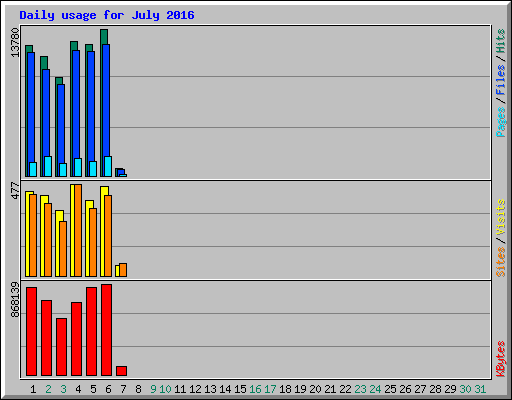 Daily usage for July 2016
13780
Pages/Files/Hits
477
Sites/Visits
868139
KBytes
1 2 3 4 5 6 7 8 9 10 11 12 13 14 15 16 17 18 19 20 21 22 23 24 25 26 27 28 29 30 31